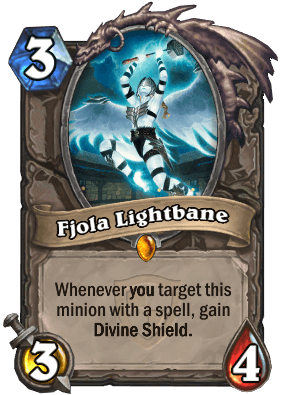 3
Fjola Lightbane
Whenever you target this
minion with a spell, gain
Divine Shield.
3
4